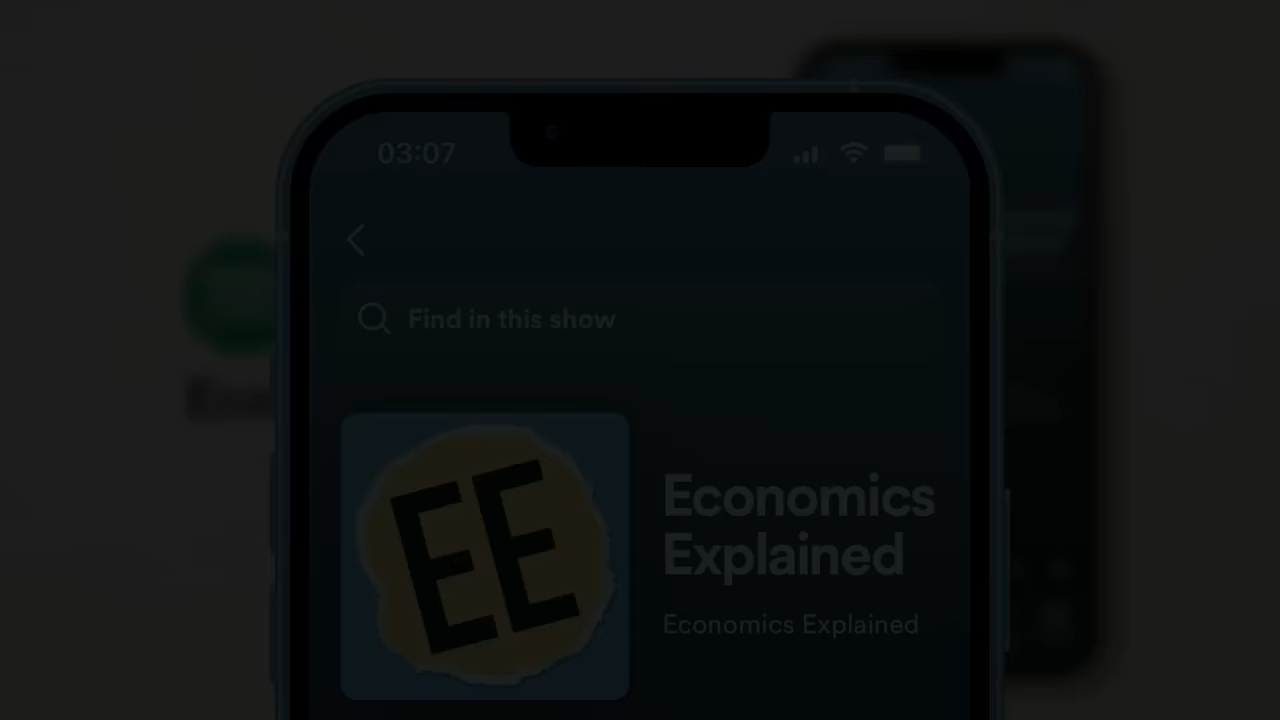 03:07
Find in this show
EE
Economics
Explained
Economics Explained